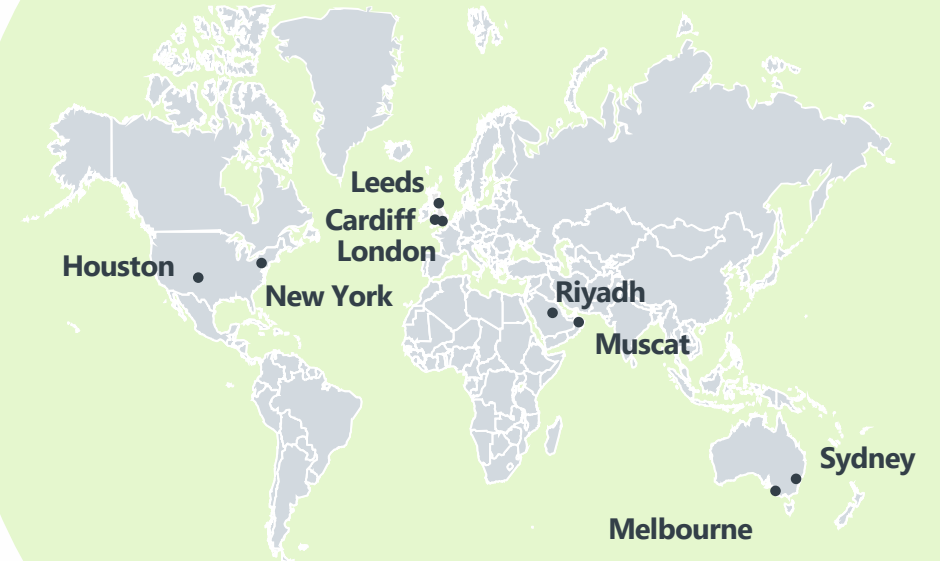 Leeds
Cardiff
London
Houston
New York
Riyadh
Muscat
Sydney
Melbourne